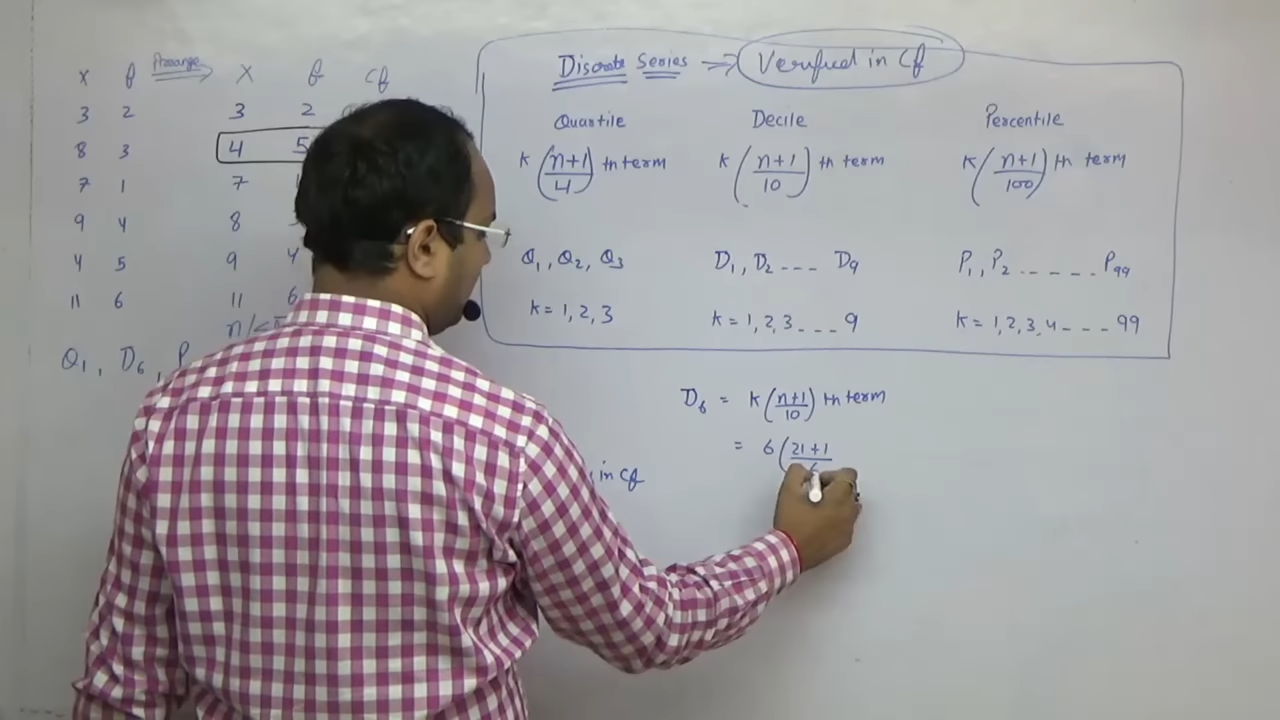 x f Arrange x f cf
3 2 3 2
8 3 4 5
7 1 7
9 4 8
4 5 9 4
11 6 11 6
Q₁, D₆, P
Discrete Series → Verified in Cf
Quartile Decile Percentile
K (n+1/4) th term K (n+1/10) th term K (n+1/100) th term
Q₁, Q₂, Q₃ D₁, D₂ --- D₉ P₁, P₂ ----- P₉₉
K = 1, 2, 3 K = 1, 2, 3 --- 9 K = 1, 2, 3, 4 --- 99
D₆ = K (n+1/10) th term
= 6 (21+1
in Cf